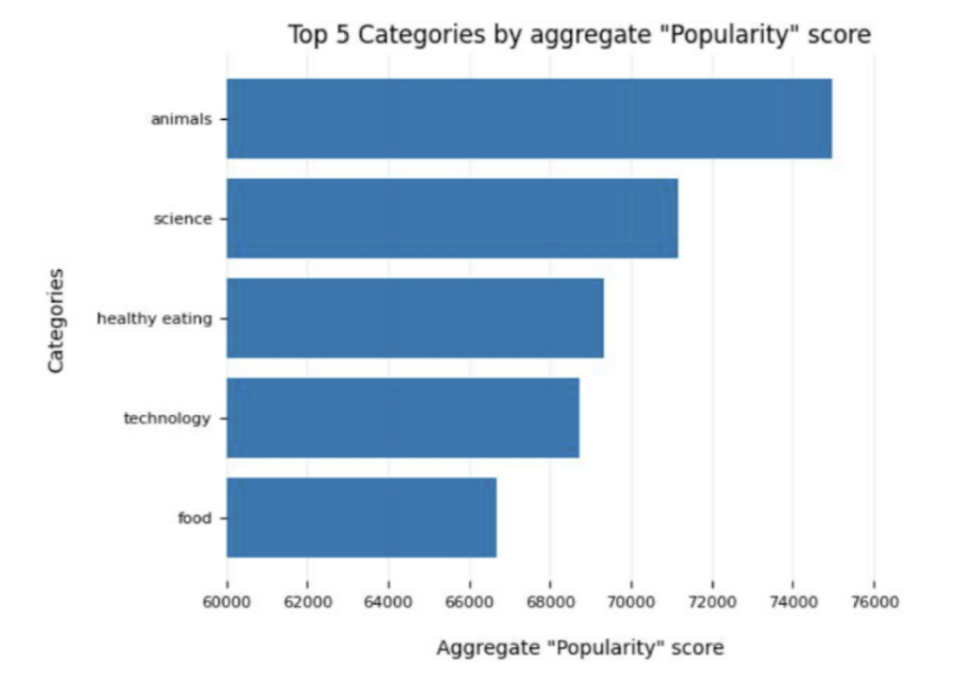 Top 5 Categories by aggregate "Popularity" score
animals
science
healthy eating
technology
food
Categories
60000 62000 64000 66000 68000 70000 72000 74000 76000
Aggregate "Popularity" score